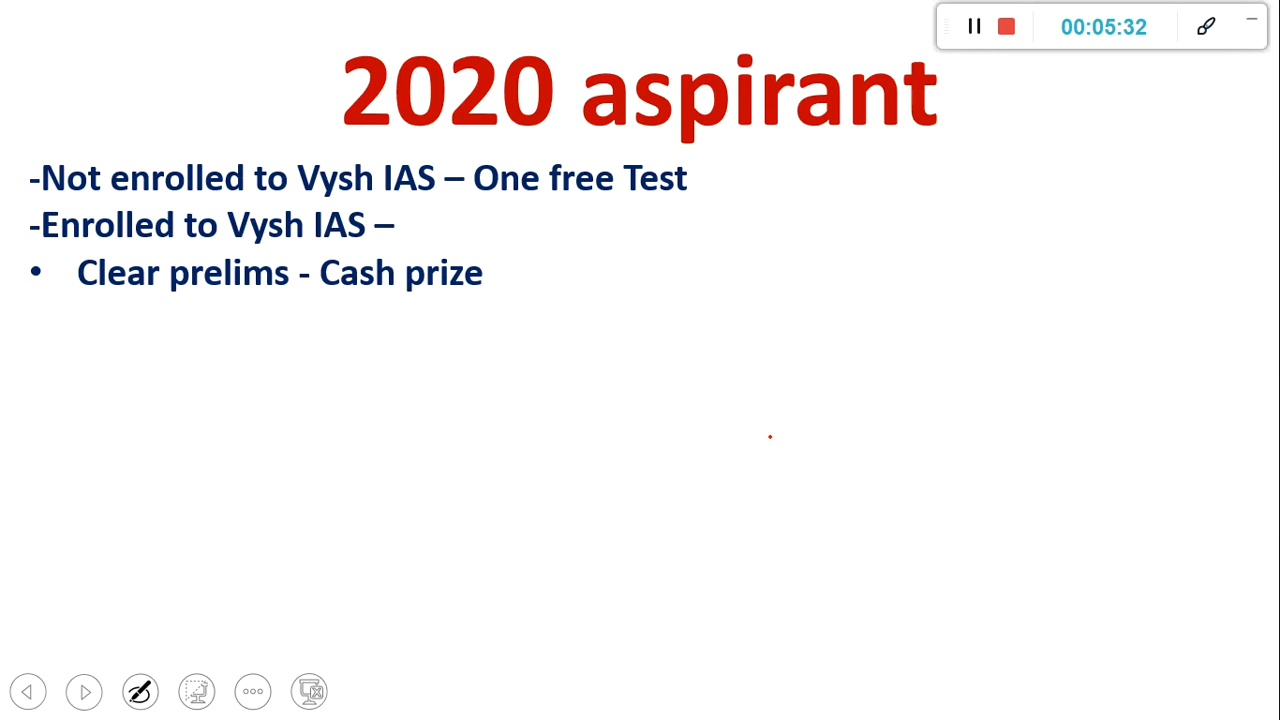 00:05:32
2020 aspirant
-Not enrolled to Vysh IAS – One free Test
-Enrolled to Vysh IAS –
• Clear prelims - Cash prize